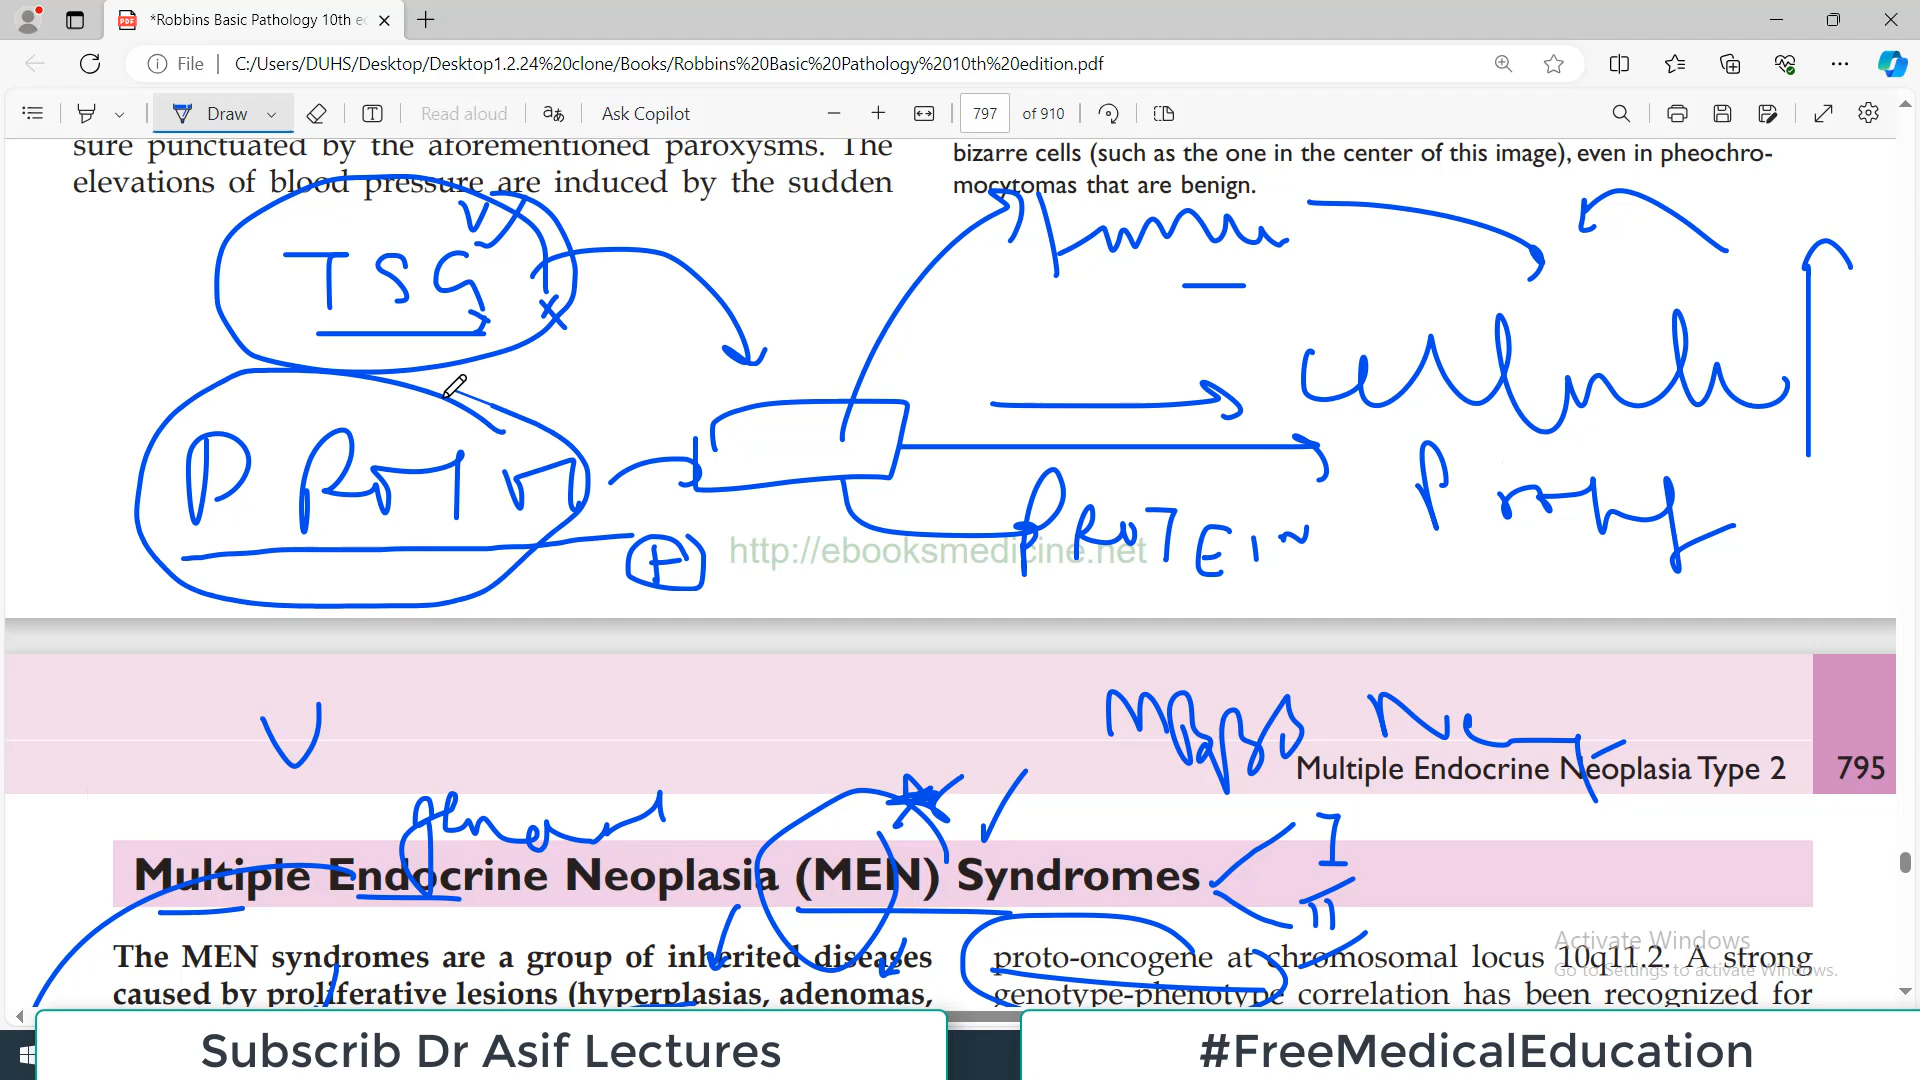 *Robbins Basic Pathology 10th e
File
C:/Users/DUHS/Desktop/Desktop1.2.24%20clone/Books/Robbins%20Basic%20Pathology%2010th%20edition.pdf
Draw
Read aloud
aあ
Ask Copilot
797 of 910
sure punctuated by the aforementioned paroxysms. The
elevations of blood pressure are induced by the sudden
bizarre cells (such as the one in the center of this image), even in pheochro-
mocytomas that are benign.
TSG
PROTEIN
http://ebooksmedicine.net
Multiple Endocrine Neoplasia Type 2 795
I
II
Multiple Endocrine Neoplasia (MEN) Syndromes
The MEN syndromes are a group of inherited diseases
caused by proliferative lesions (hyperplasias, adenomas,
proto-oncogene at chromosomal locus 10q11.2. A strong
genotype-phenotype correlation has been recognized for
Activate Windows
Go to Settings to activate Windows.
Subscrib Dr Asif Lectures
#FreeMedicalEducation